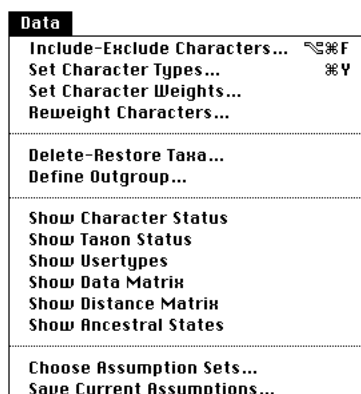 Data
Include-Exclude Characters... ⌥⌘F
Set Character Types... ⌘Y
Set Character Weights...
Reweight Characters...
Delete-Restore Taxa...
Define Outgroup...
Show Character Status
Show Taxon Status
Show Usertypes
Show Data Matrix
Show Distance Matrix
Show Ancestral States
Choose Assumption Sets...
Save Current Assumptions...